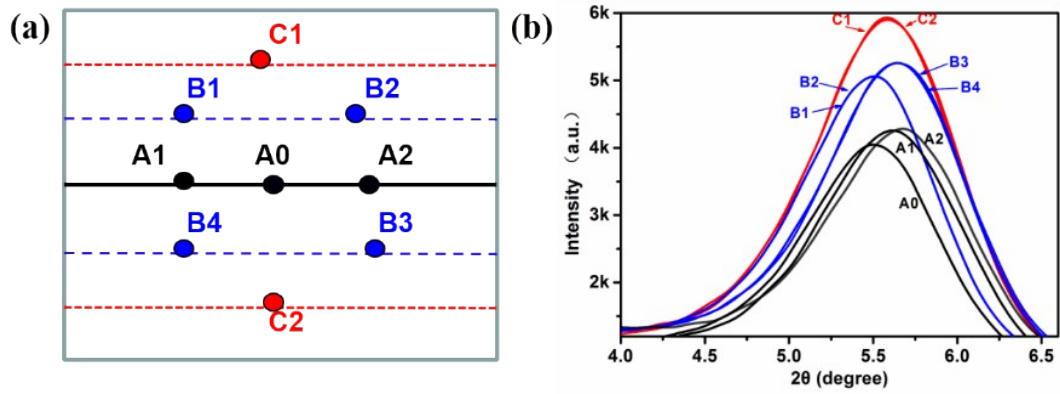 (a)
C1
B1 B2
A1 A0 A2
B4 B3
C2
(b)
6k
5k
4k
3k
2k
Intensity （a.u.）
C1 C2
B2 B3
B1 B4
A1 A2
A0
4.0 4.5 5.0 5.5 6.0 6.5
2θ (degree)